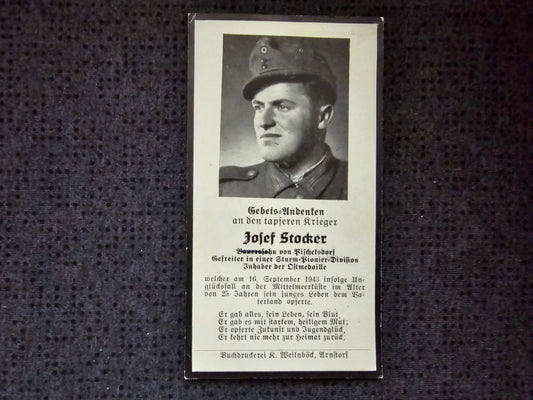 Gebets-Andenken
an den tapferen Krieger
Josef Stocker
Bauerssohn von Pischelsdorf
Gefreiter in einer Sturm-Pionier-Division
Inhaber der Ostmedaille
welcher am 16. September 1943 infolge Un-
glücksfall an der Mittelmeerküste im Alter
von 25 Jahren sein junges Leben dem Va-
terland opferte.
Er gab alles, sein Leben, sein Blut,
Er gab es mit starkem, heiligem Mut;
Er opferte Zukunft und Jugendglück,
Er kehrt nie mehr zur Heimat zurück.
Buchdruckerei K. Weilnböck, Arnstorf